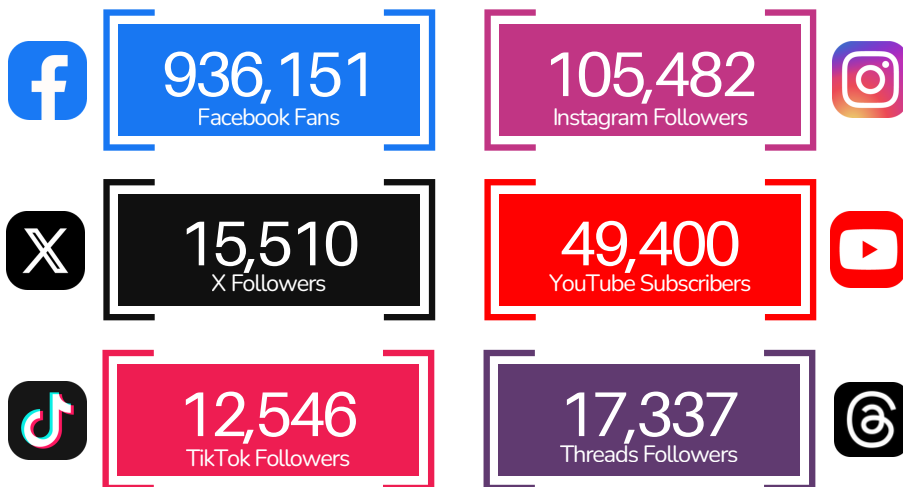 936,151
Facebook Fans
105,482
Instagram Followers
15,510
X Followers
49,400
YouTube Subscribers
12,546
TikTok Followers
17,337
Threads Followers